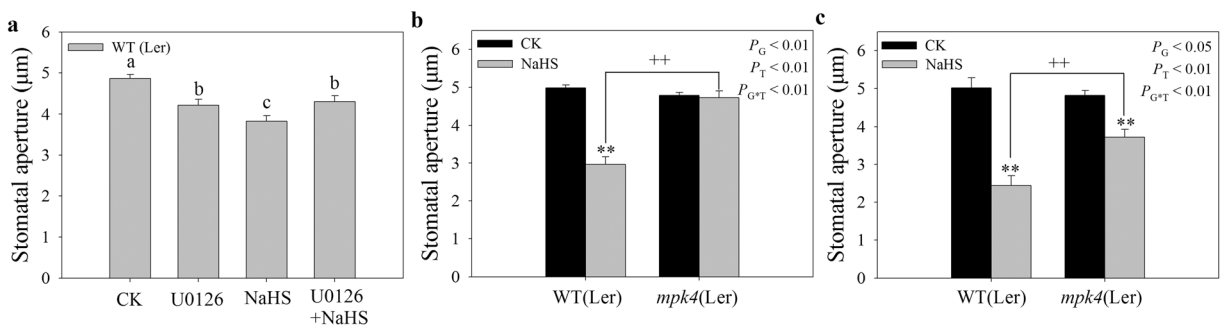 a
WT (Ler)
Stomatal aperture (μm)
6
5
4
3
2
1
0
a
b
c
b
CK
U0126
NaHS
U0126
+NaHS
b
CK
NaHS
P_G < 0.01
P_T < 0.01
P_G*T < 0.01
Stomatal aperture (μm)
6
5
4
3
2
1
0
++
**
WT(Ler)
mpk4(Ler)
c
CK
NaHS
P_G < 0.05
P_T < 0.01
P_G*T < 0.01
Stomatal aperture (μm)
6
5
4
3
2
1
0
++
**
**
WT(Ler)
mpk4(Ler)